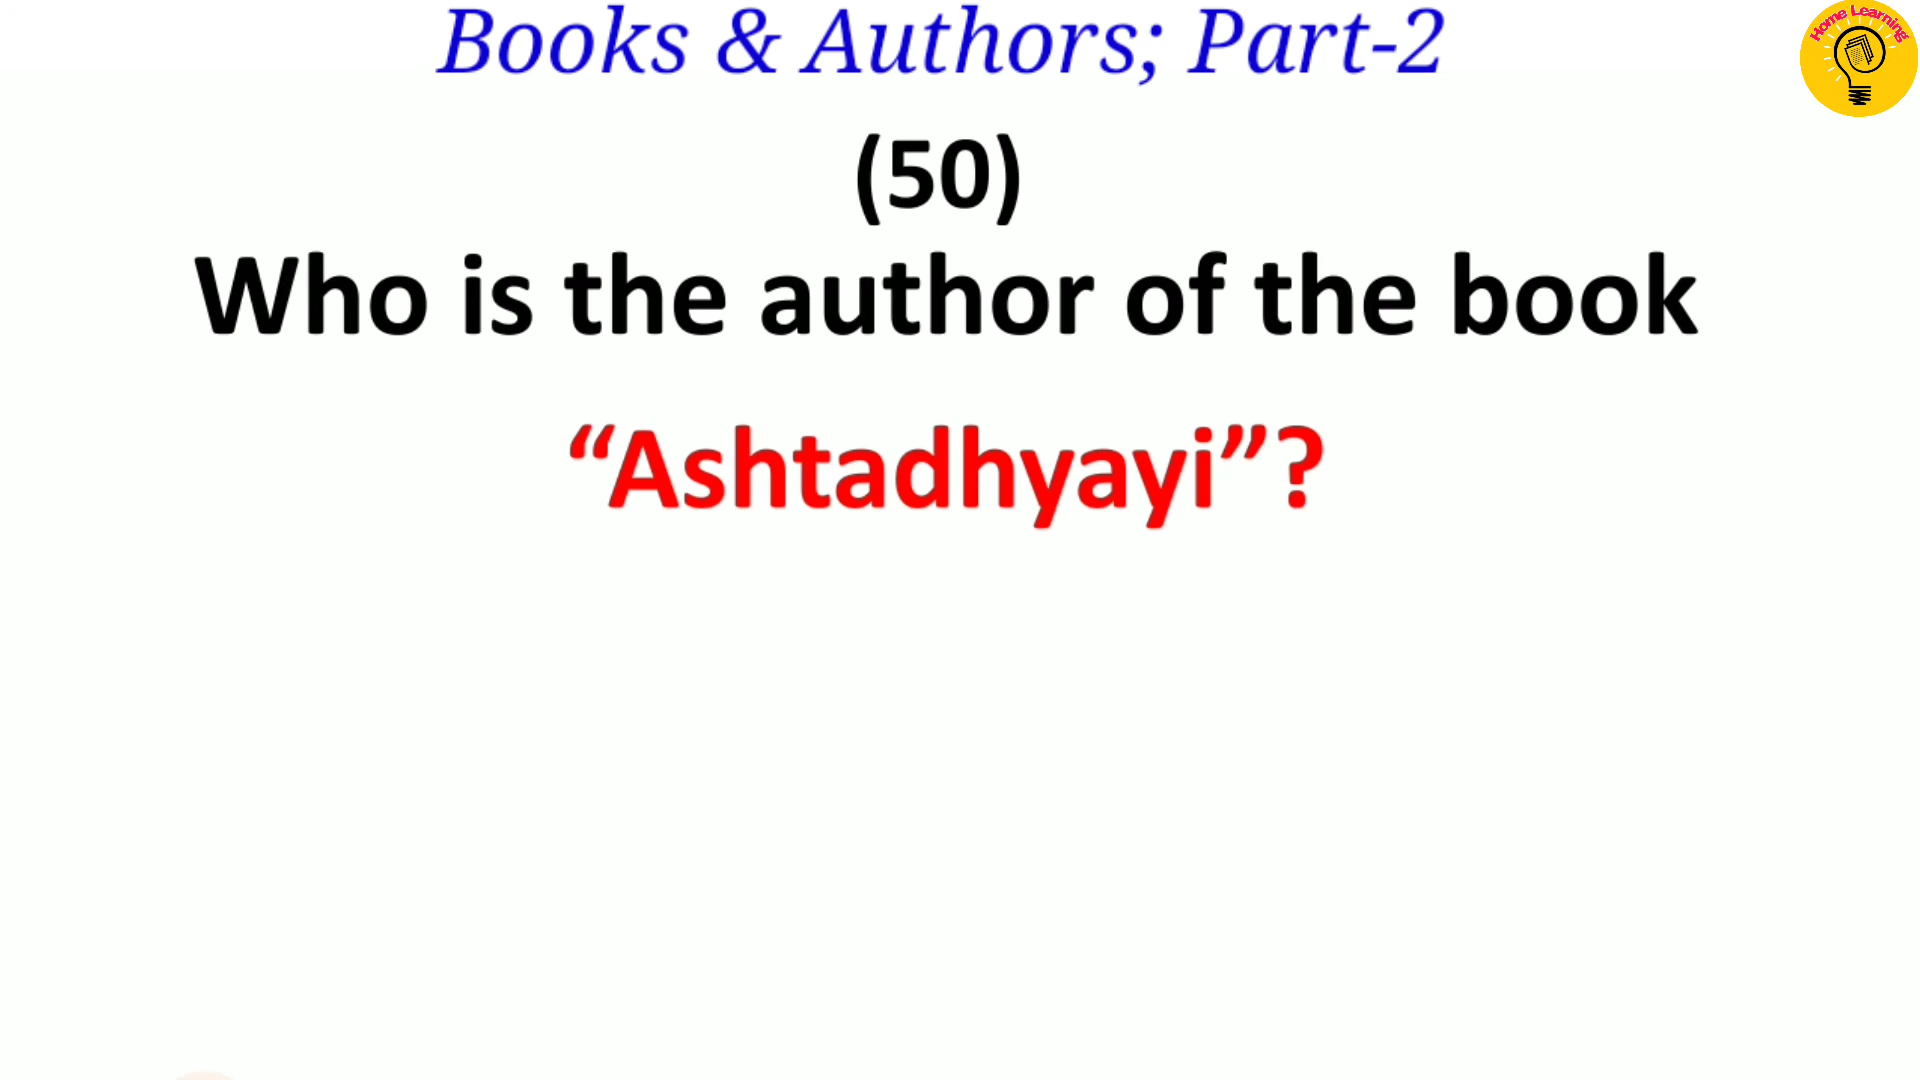 Books & Authors; Part-2
Home Learning
(50)
Who is the author of the book
“Ashtadhyayi”?